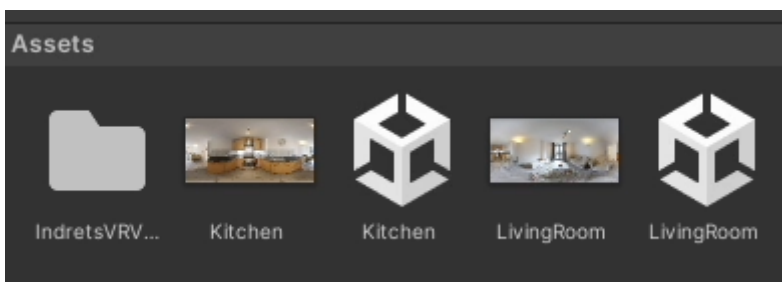 Assets
IndretsVRV...
Kitchen
Kitchen
LivingRoom
LivingRoom